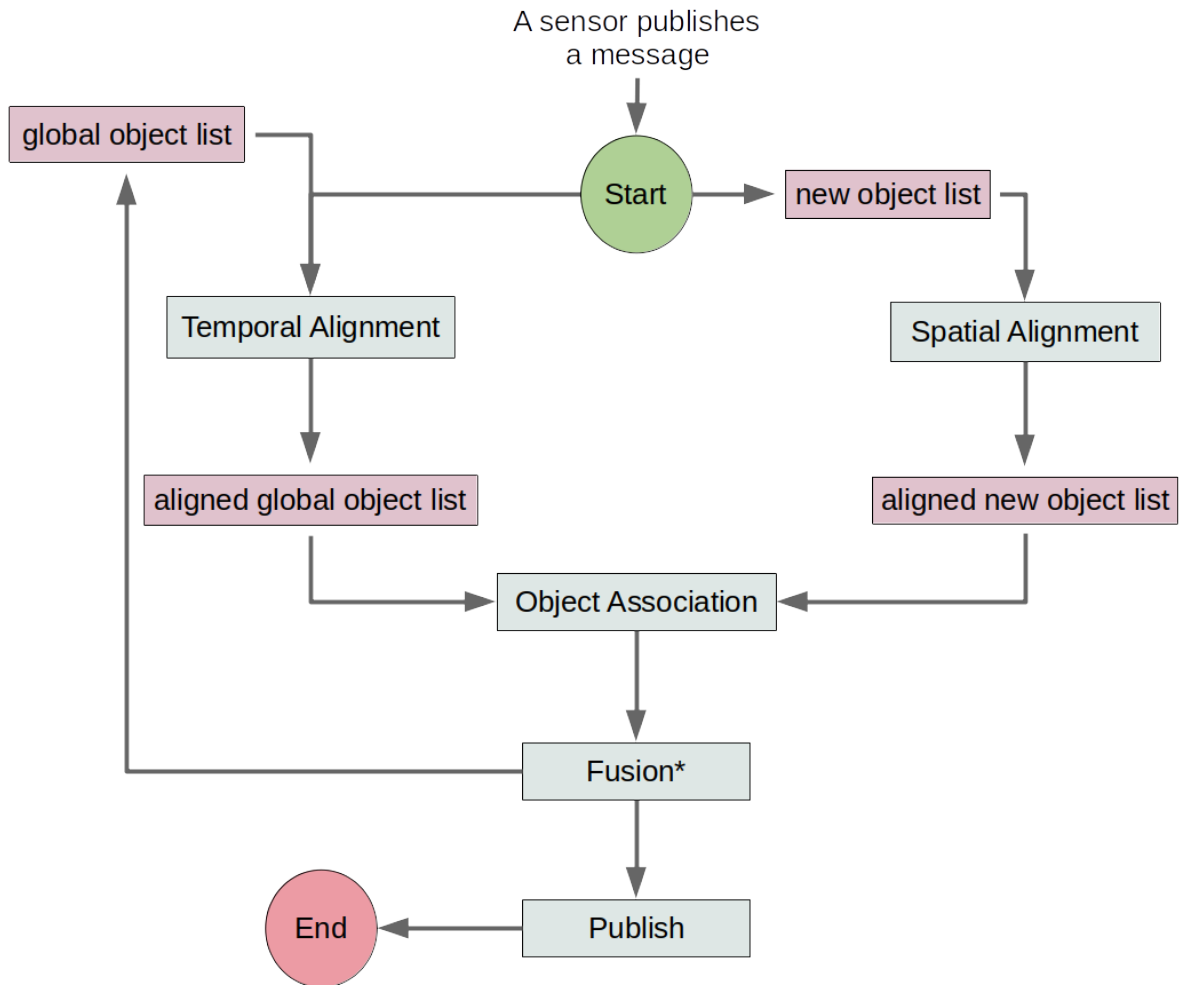 A sensor publishes
a message
global object list
Start
new object list
Temporal Alignment
Spatial Alignment
aligned global object list
aligned new object list
Object Association
Fusion*
End
Publish